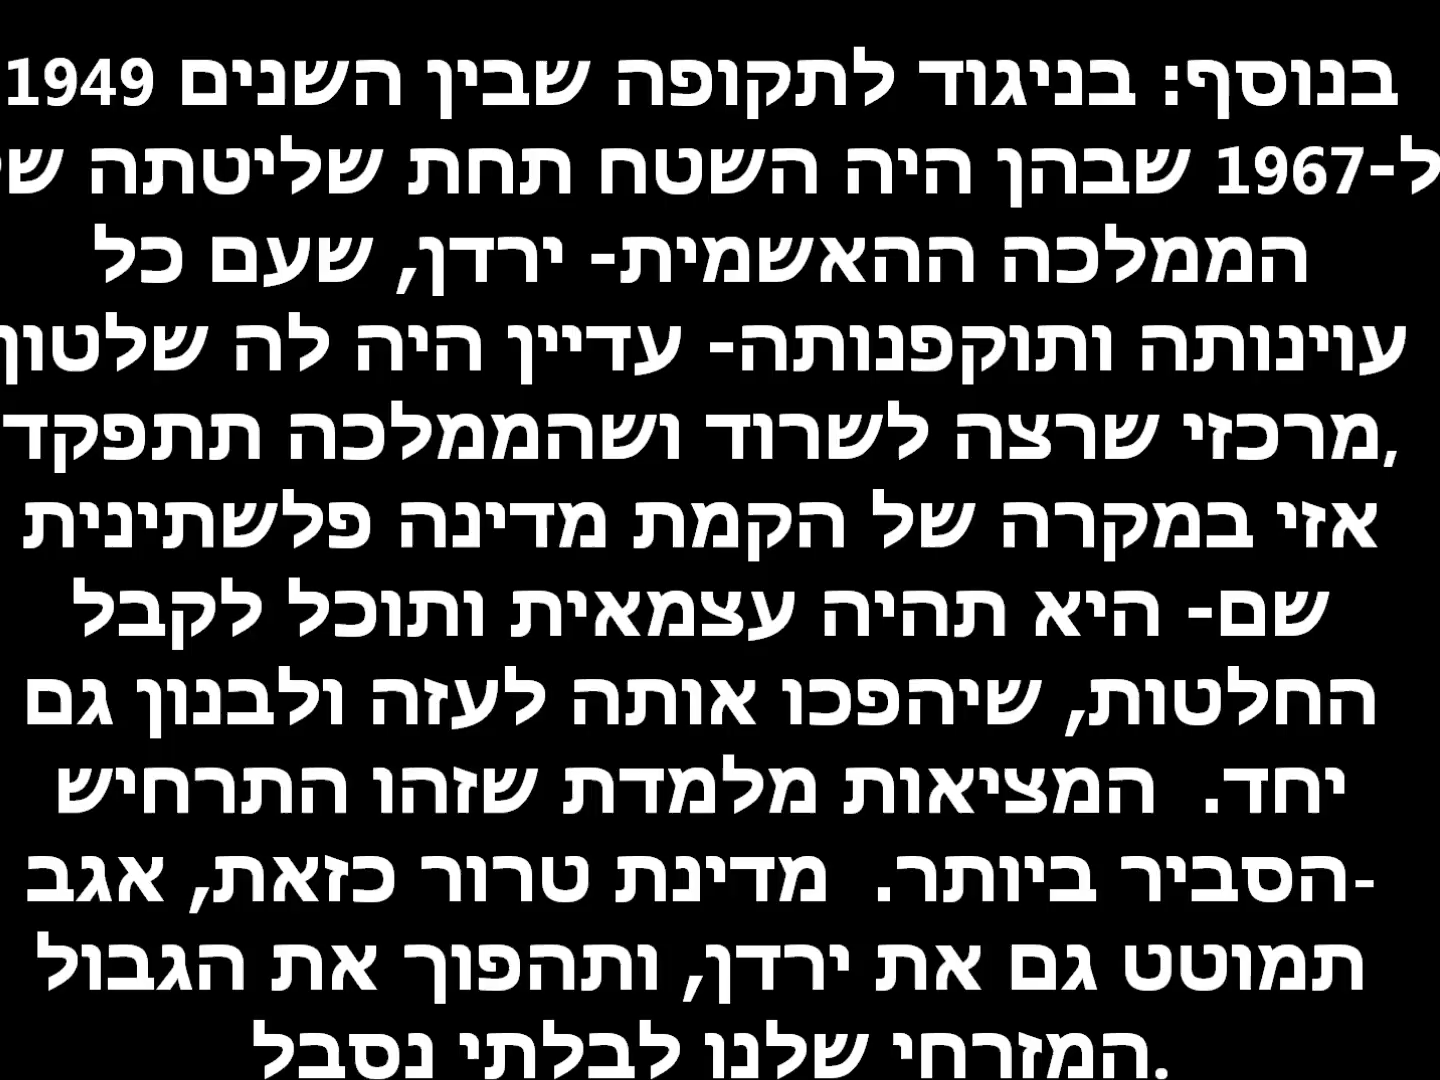 בנוסף: בניגוד לתקופה שבין השנים 1949
ל-1967 שבהן היה השטח תחת שליטתה של
הממלכה ההאשמית- ירדן, שעם כל
עוינותה ותוקפנותה- עדיין היה לה שלטון
מרכזי שרצה לשרוד ושהממלכה תתפקד,
אזי במקרה של הקמת מדינה פלשתינית
שם- היא תהיה עצמאית ותוכל לקבל
החלטות, שיהפכו אותה לעזה ולבנון גם
יחד. המציאות מלמדת שזהו התרחיש
הסביר ביותר. מדינת טרור כזאת, אגב-
תמוטט גם את ירדן, ותהפוך את הגבול
המזרחי שלנו לבלתי נסבל.